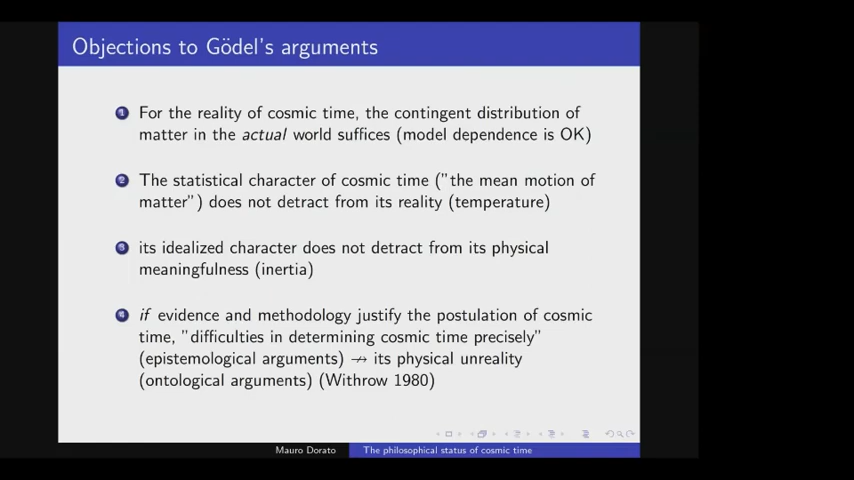 Objections to Gödel's arguments
1 For the reality of cosmic time, the contingent distribution of
matter in the actual world suffices (model dependence is OK)
2 The statistical character of cosmic time ("the mean motion of
matter") does not detract from its reality (temperature)
3 its idealized character does not detract from its physical
meaningfulness (inertia)
4 if evidence and methodology justify the postulation of cosmic
time, "difficulties in determining cosmic time precisely"
(epistemological arguments) ↛ its physical unreality
(ontological arguments) (Withrow 1980)
Mauro Dorato
The philosophical status of cosmic time